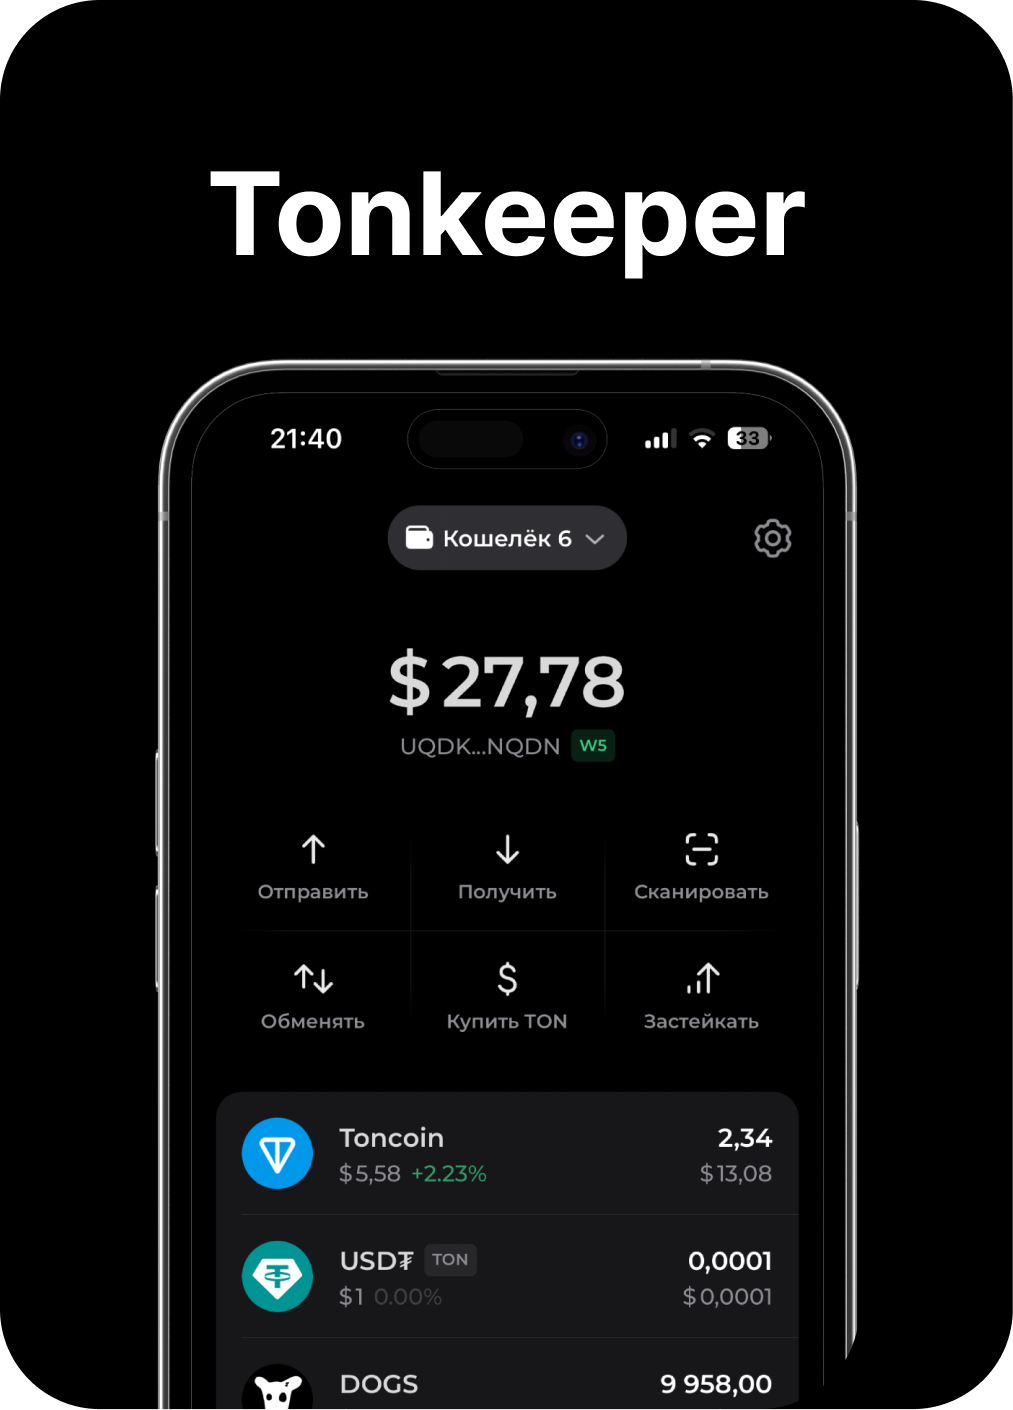 Tonkeeper
21:40
33
Кошелёк 6
$ 27,78
UQDK...NQDN W5
Отправить Получить Сканировать
Обменять Купить TON Застейкать
Toncoin 2,34
$ 5,58 +2.23% $ 13,08
USD₮ TON 0,0001
$ 1 0.00% $ 0,0001
DOGS 9 958,00